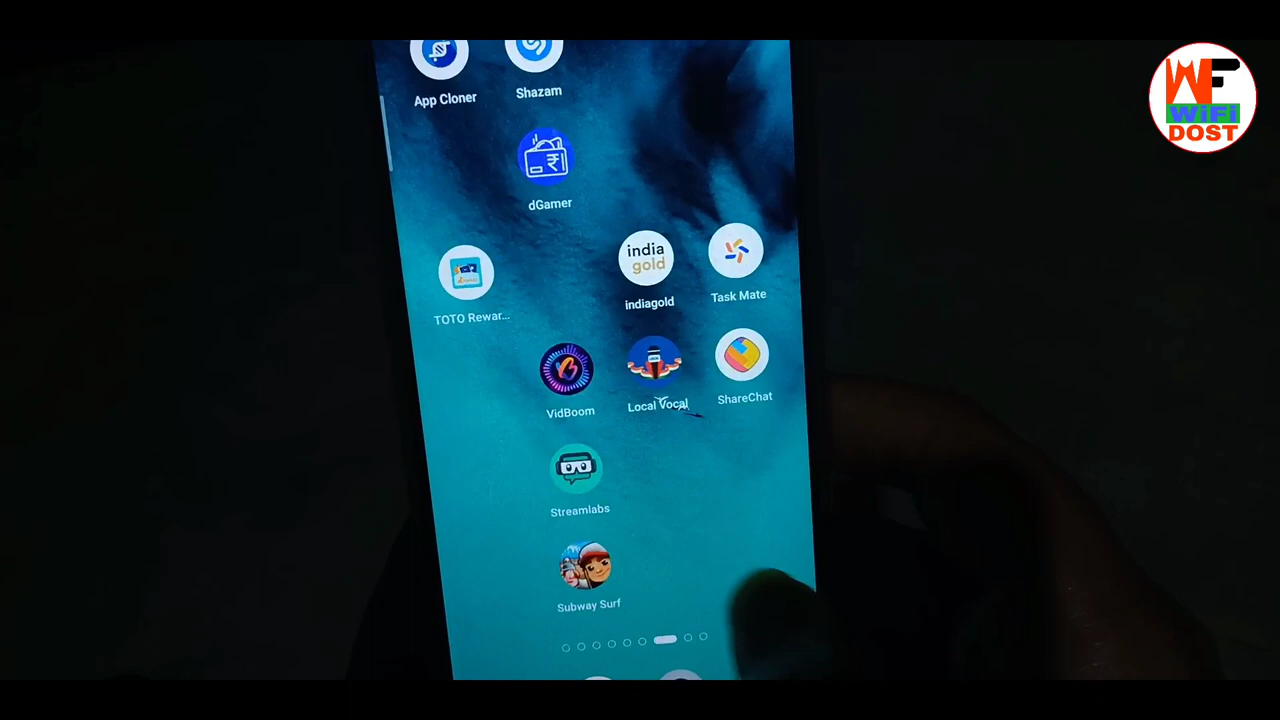 App Cloner
Shazam
dGamer
india
gold
indiagold
Task Mate
TOTO Rewar...
VidBoom
Local Vocal
ShareChat
Streamlabs
Subway Surf
WF
WiFi
DOST